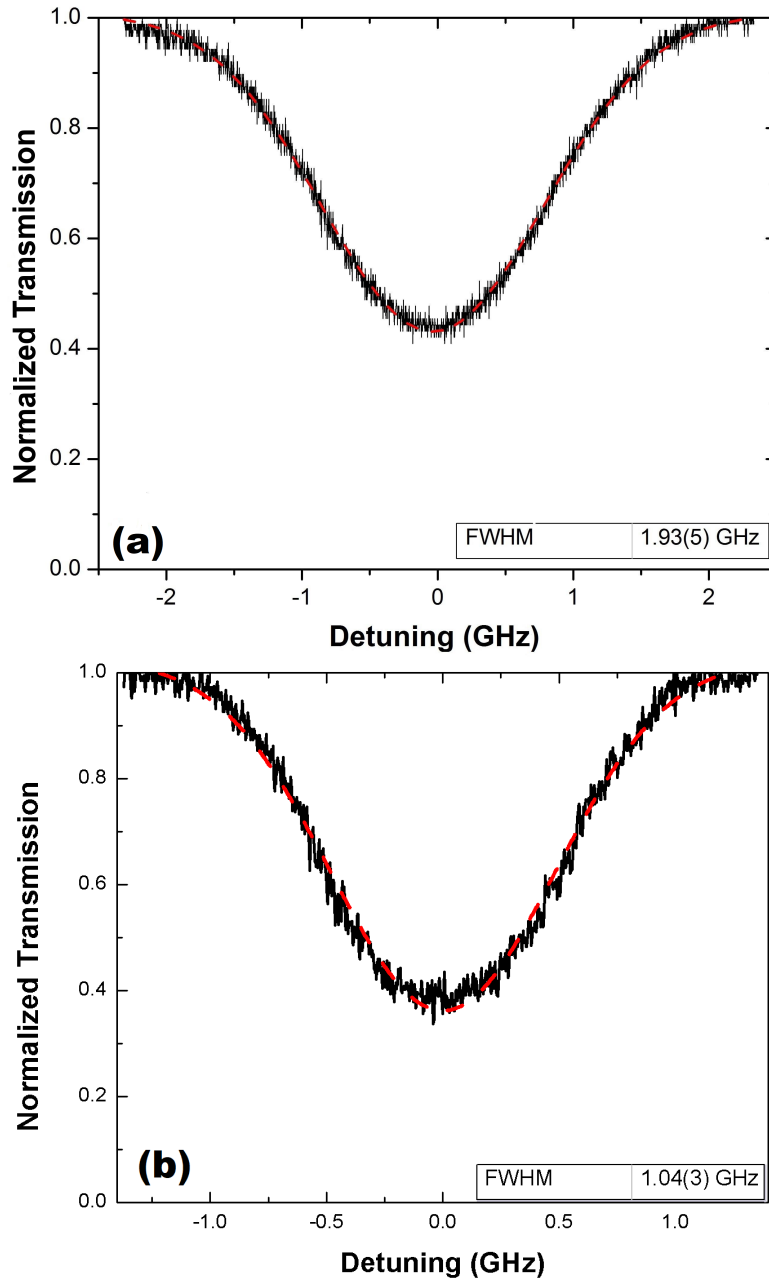 1.0
0.8
0.6
0.4
0.2
0.0
Normalized Transmission
(a)
FWHM 1.93(5) GHz
-2 -1 0 1 2
Detuning (GHz)
1.0
0.8
0.6
0.4
0.2
0.0
Normalized Transmission
(b)
FWHM 1.04(3) GHz
-1.0 -0.5 0.0 0.5 1.0
Detuning (GHz)